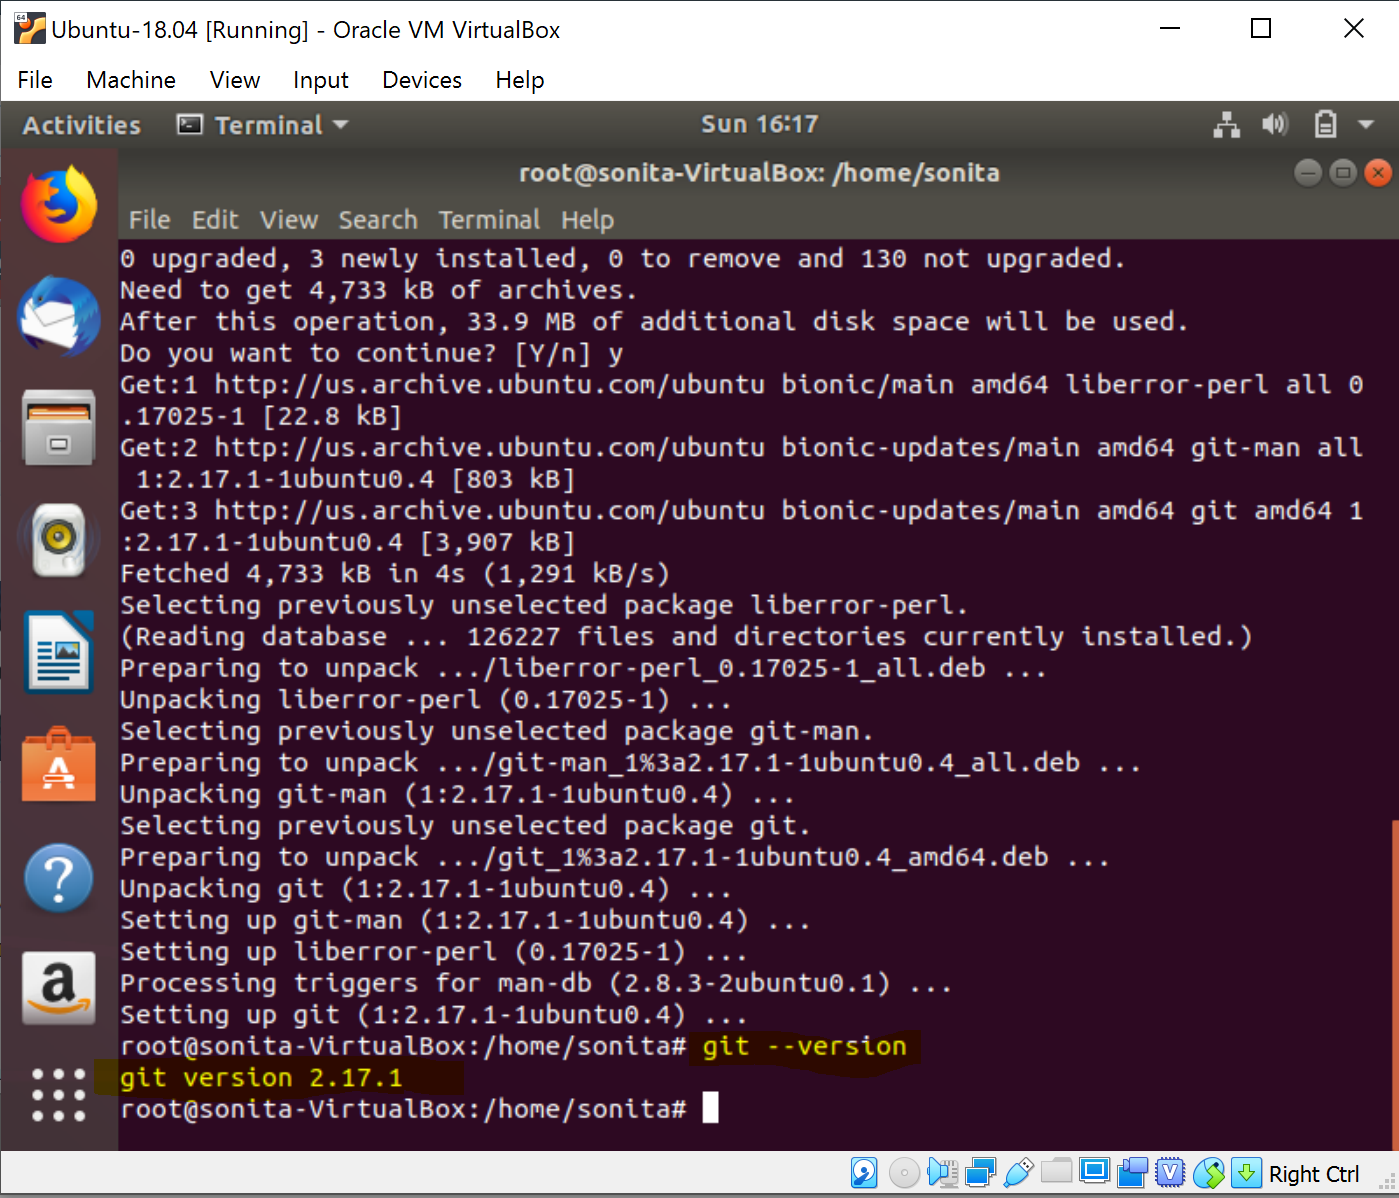 Ubuntu-18.04 [Running] - Oracle VM VirtualBox
File Machine View Input Devices Help
Activities Terminal Sun 16:17
root@sonita-VirtualBox: /home/sonita
File Edit View Search Terminal Help
0 upgraded, 3 newly installed, 0 to remove and 130 not upgraded.
Need to get 4,733 kB of archives.
After this operation, 33.9 MB of additional disk space will be used.
Do you want to continue? [Y/n] y
Get:1 http://us.archive.ubuntu.com/ubuntu bionic/main amd64 liberror-perl all 0
.17025-1 [22.8 kB]
Get:2 http://us.archive.ubuntu.com/ubuntu bionic-updates/main amd64 git-man all
1:2.17.1-1ubuntu0.4 [803 kB]
Get:3 http://us.archive.ubuntu.com/ubuntu bionic-updates/main amd64 git amd64 1
:2.17.1-1ubuntu0.4 [3,907 kB]
Fetched 4,733 kB in 4s (1,291 kB/s)
Selecting previously unselected package liberror-perl.
(Reading database ... 126227 files and directories currently installed.)
Preparing to unpack .../liberror-perl_0.17025-1_all.deb ...
Unpacking liberror-perl (0.17025-1) ...
Selecting previously unselected package git-man.
Preparing to unpack .../git-man_1%3a2.17.1-1ubuntu0.4_all.deb ...
Unpacking git-man (1:2.17.1-1ubuntu0.4) ...
Selecting previously unselected package git.
Preparing to unpack .../git_1%3a2.17.1-1ubuntu0.4_amd64.deb ...
Unpacking git (1:2.17.1-1ubuntu0.4) ...
Setting up git-man (1:2.17.1-1ubuntu0.4) ...
Setting up liberror-perl (0.17025-1) ...
Processing triggers for man-db (2.8.3-2ubuntu0.1) ...
Setting up git (1:2.17.1-1ubuntu0.4) ...
root@sonita-VirtualBox:/home/sonita# git --version
git version 2.17.1
root@sonita-VirtualBox:/home/sonita#
Right Ctrl